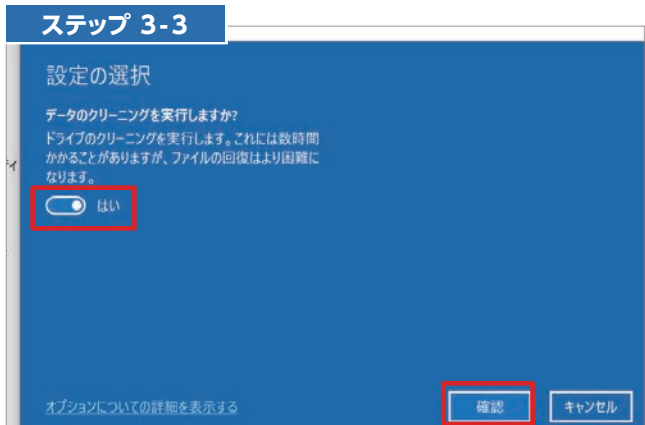 ステップ 3-3
設定の選択
データのクリーニングを実行しますか?
ドライブのクリーニングを実行します。これには数時間
かかることがありますが、ファイルの回復はより困難に
なります。
はい
オプションについての詳細を表示する
確認
キャンセル